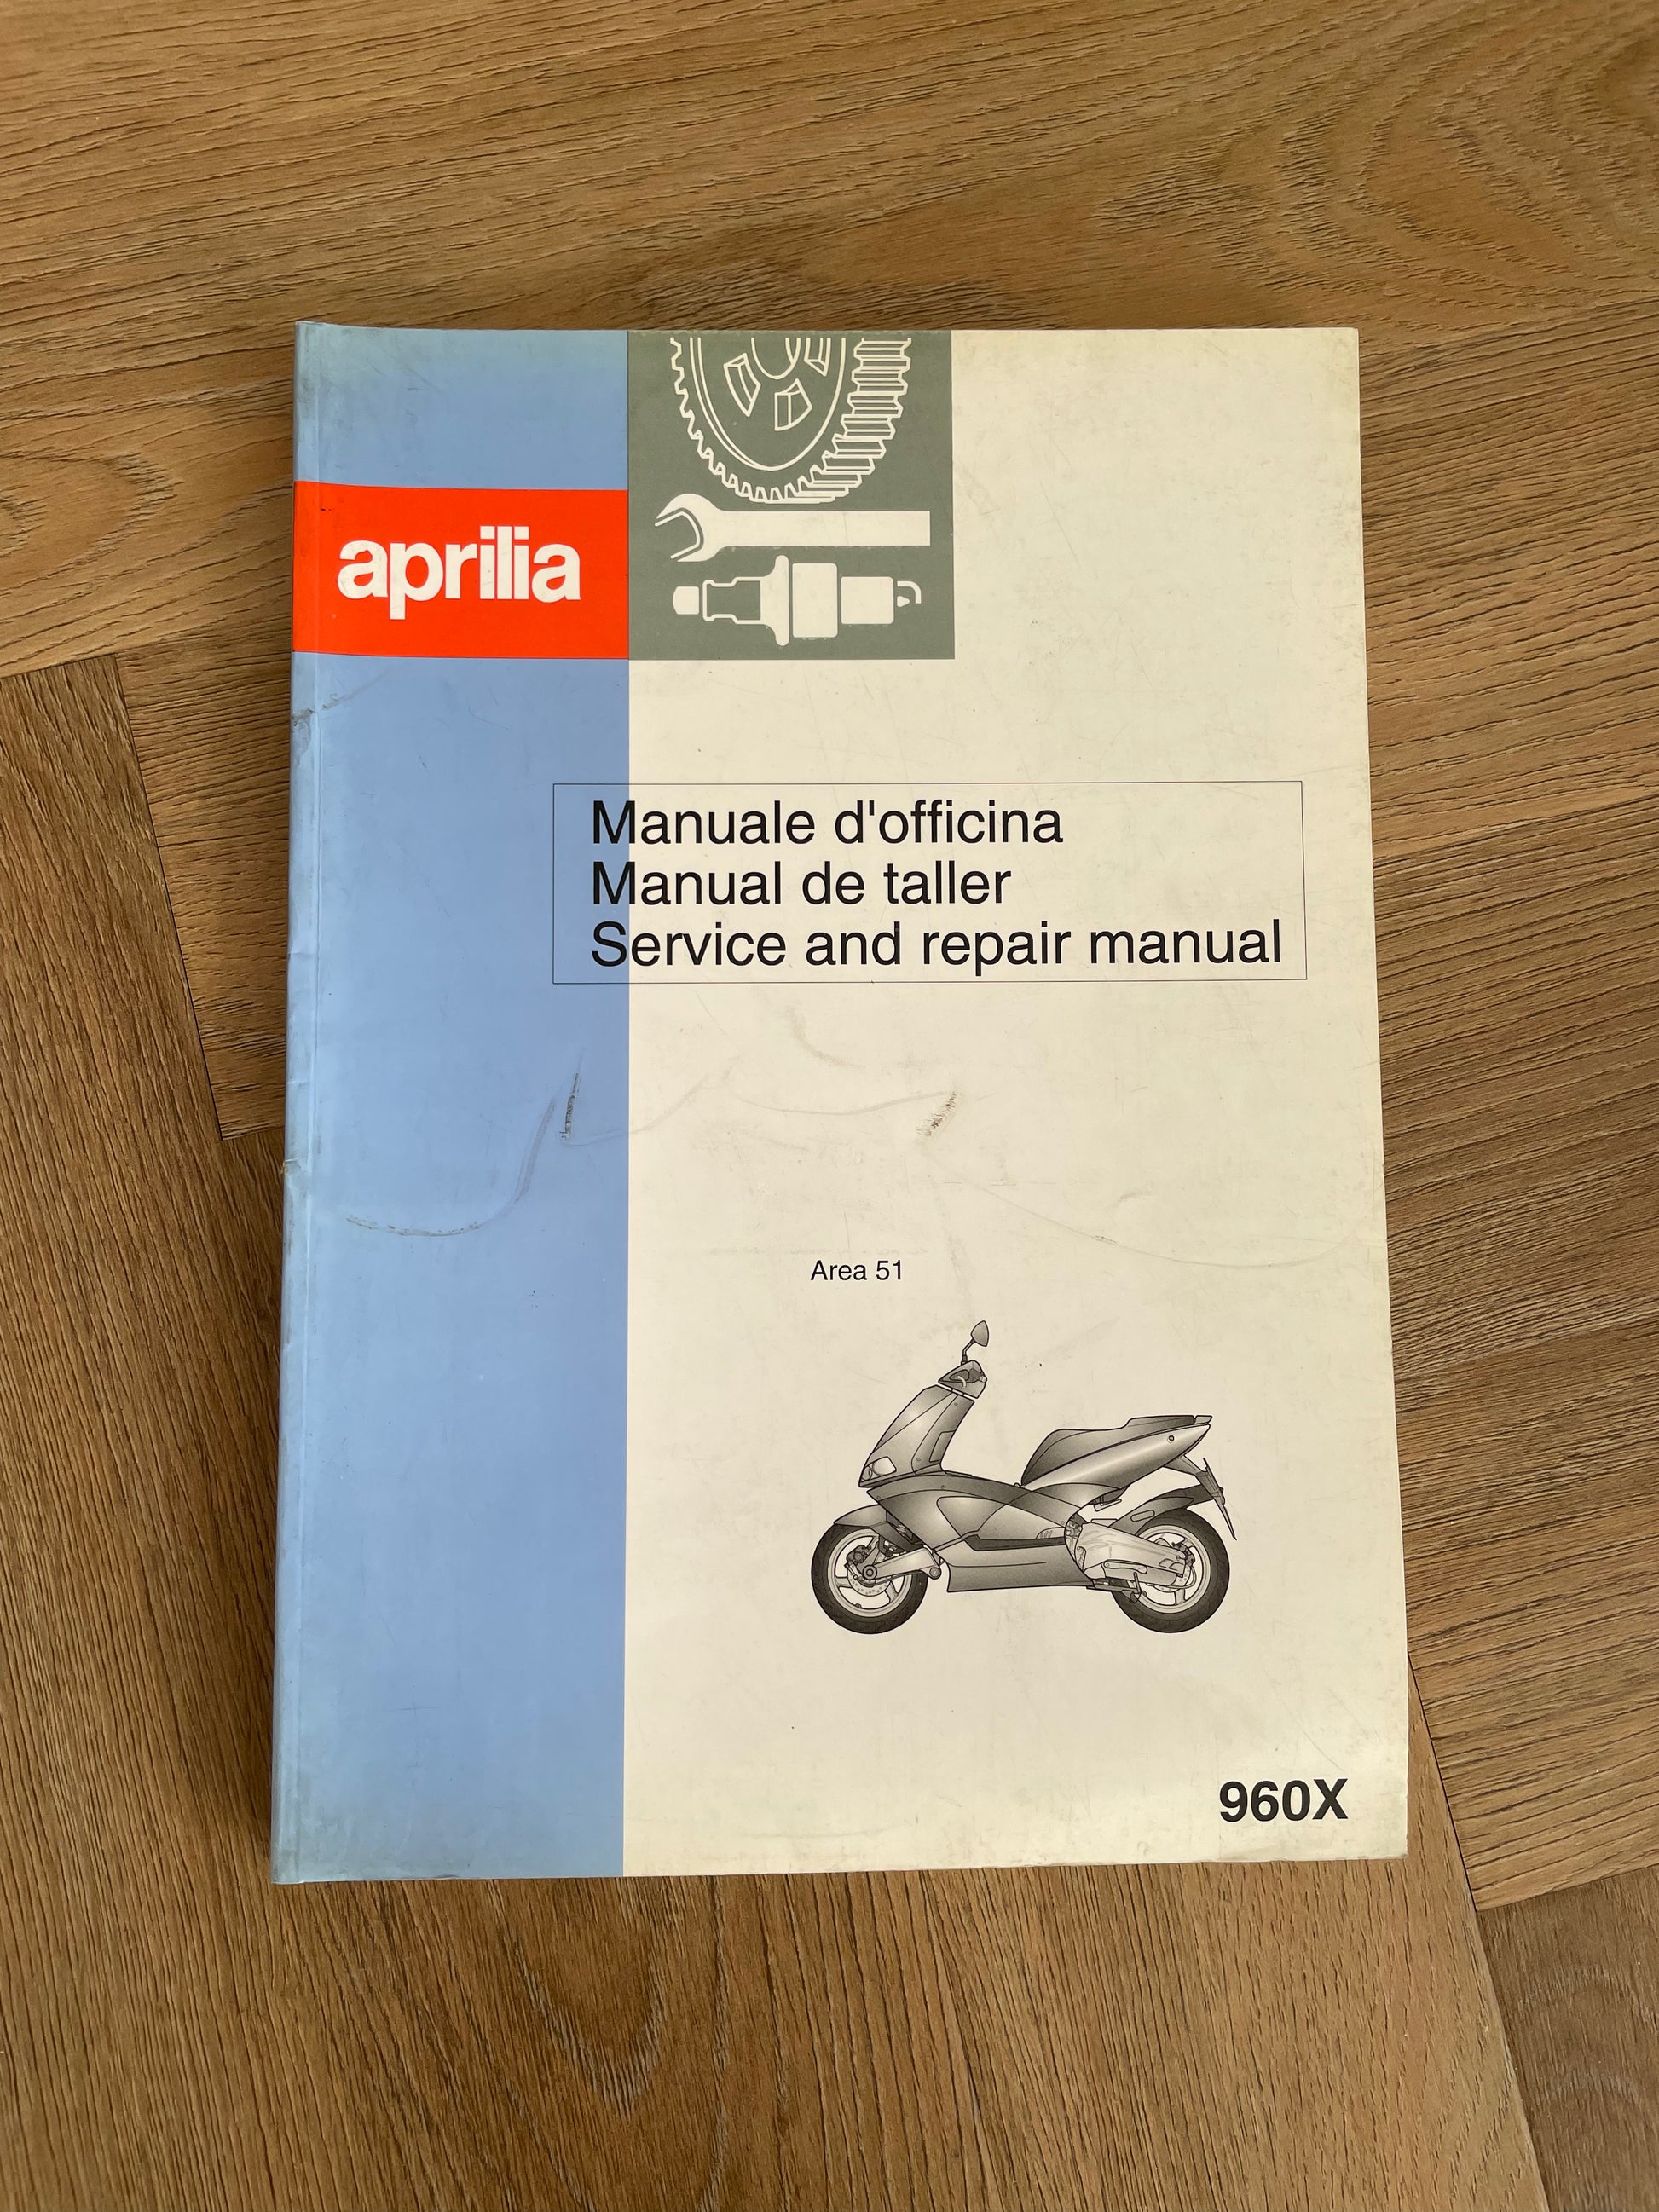 aprilia
Manuale d'officina
Manual de taller
Service and repair manual
Area 51
960X